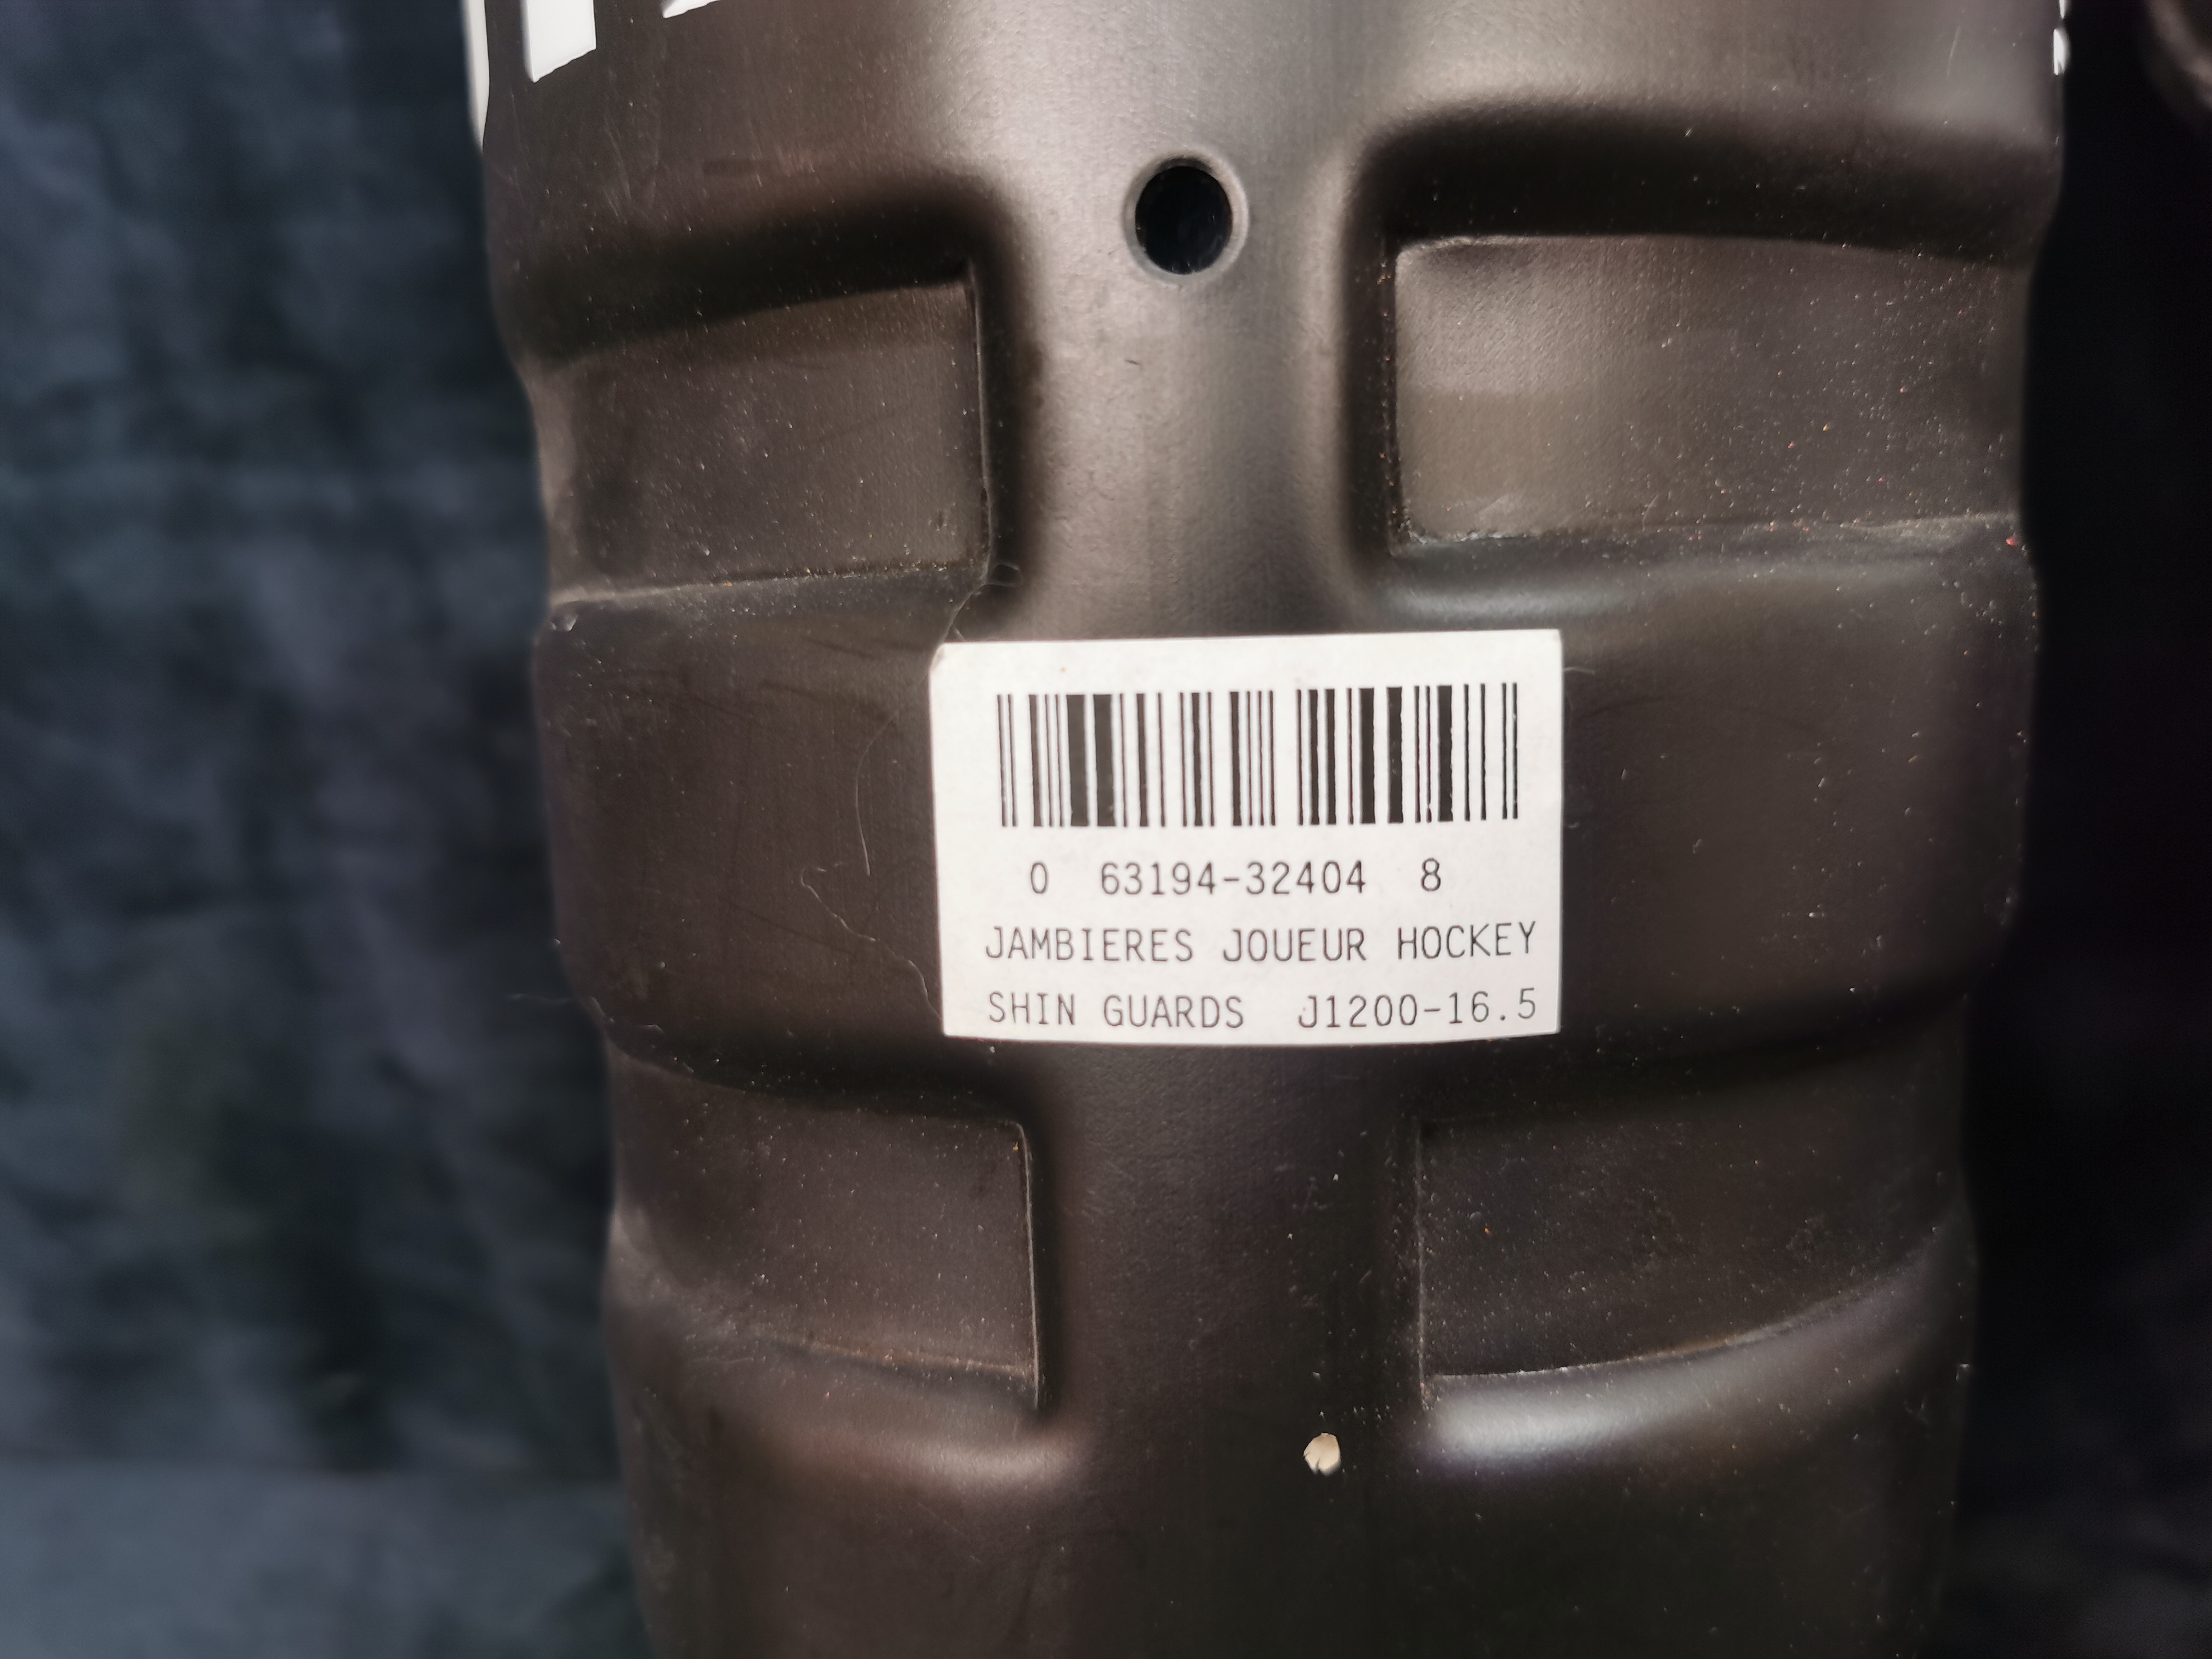 0 63194-32404 8
JAMBIERES JOUEUR HOCKEY
SHIN GUARDS J1200-16.5